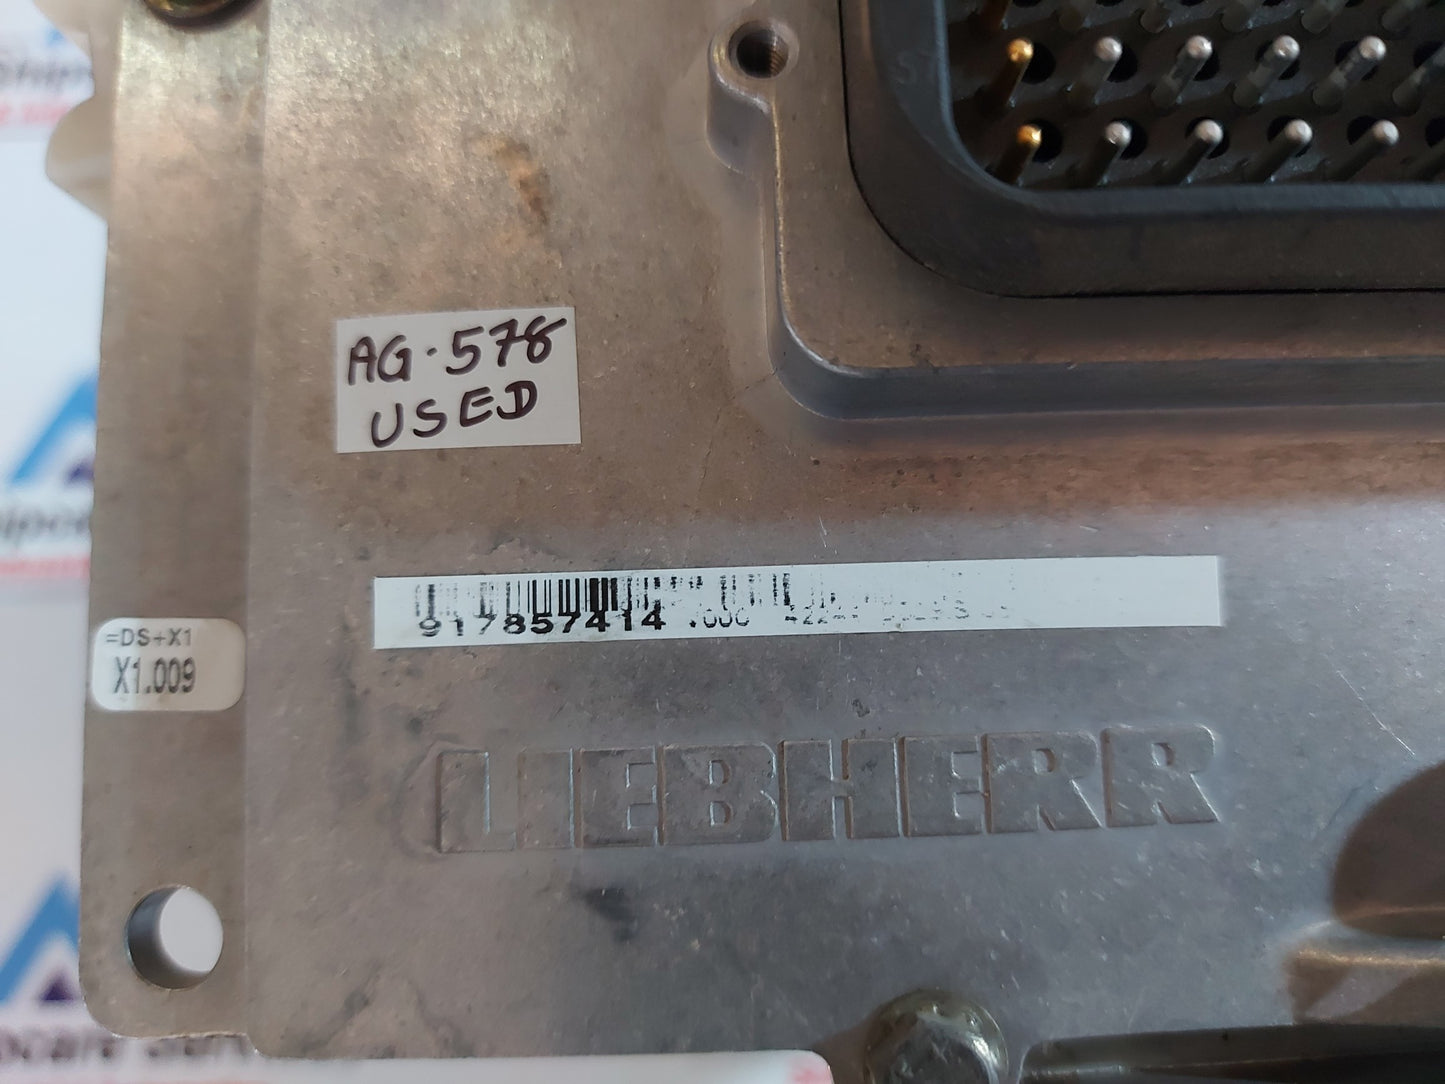 AG-578
USED
917857414
=DS+X1
X1.009
LIEBHERR